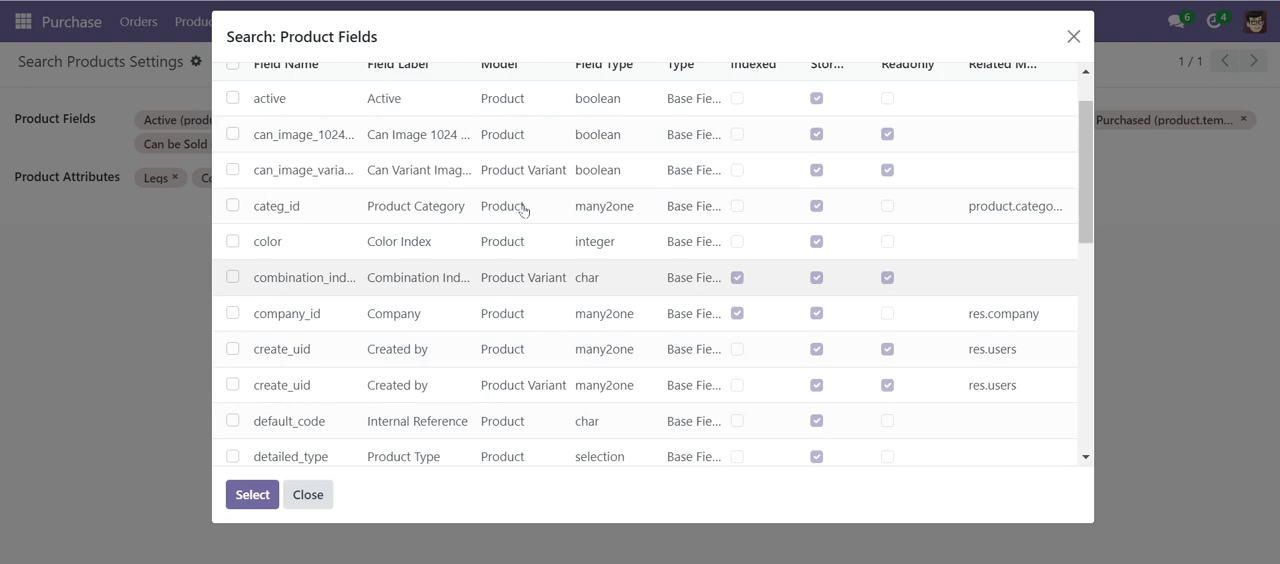 Purchase Orders Produc
6 4
Search Products Settings
1 / 1
Product Fields Active (produ Purchased (product.tem... ×
Can be Sold
Product Attributes Legs × Co
Search: Product Fields
Field Name Field Label Model Field Type Type Indexed Stor... Readonly Related M...
active Active Product boolean Base Fie...
can_image_1024... Can Image 1024 ... Product boolean Base Fie...
can_image_varia... Can Variant Imag... Product Variant boolean Base Fie...
categ_id Product Category Product many2one Base Fie... product.catego...
color Color Index Product integer Base Fie...
combination_ind... Combination Ind... Product Variant char Base Fie...
company_id Company Product many2one Base Fie... res.company
create_uid Created by Product many2one Base Fie... res.users
create_uid Created by Product Variant many2one Base Fie... res.users
default_code Internal Reference Product char Base Fie...
detailed_type Product Type Product selection Base Fie...
Select Close